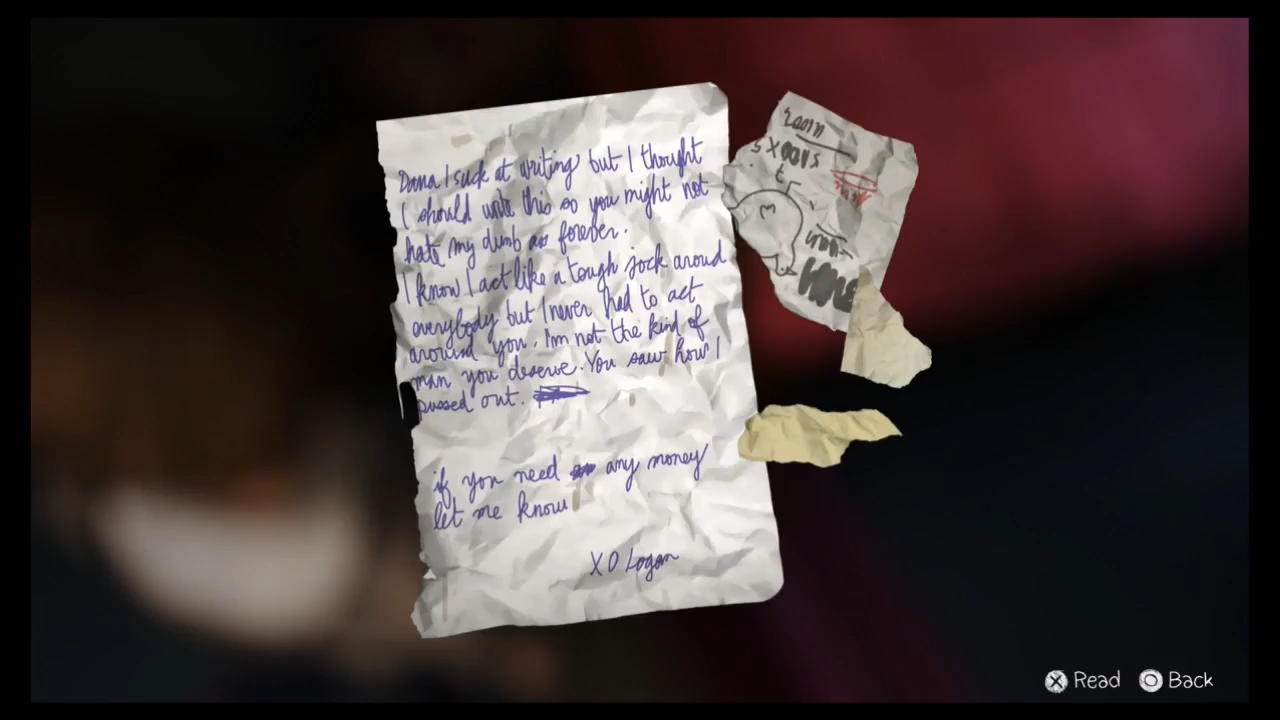 Dana I suck at writing but I thought
I should write this so you might not
hate my dumb ass forever.
I know I act like a tough jock aroud
everybody but I never had to act
around you. I'm not the kind of
man you deserve. You saw how I
pussed out.
if you need any money
let me know
XO Logan
Read
Back